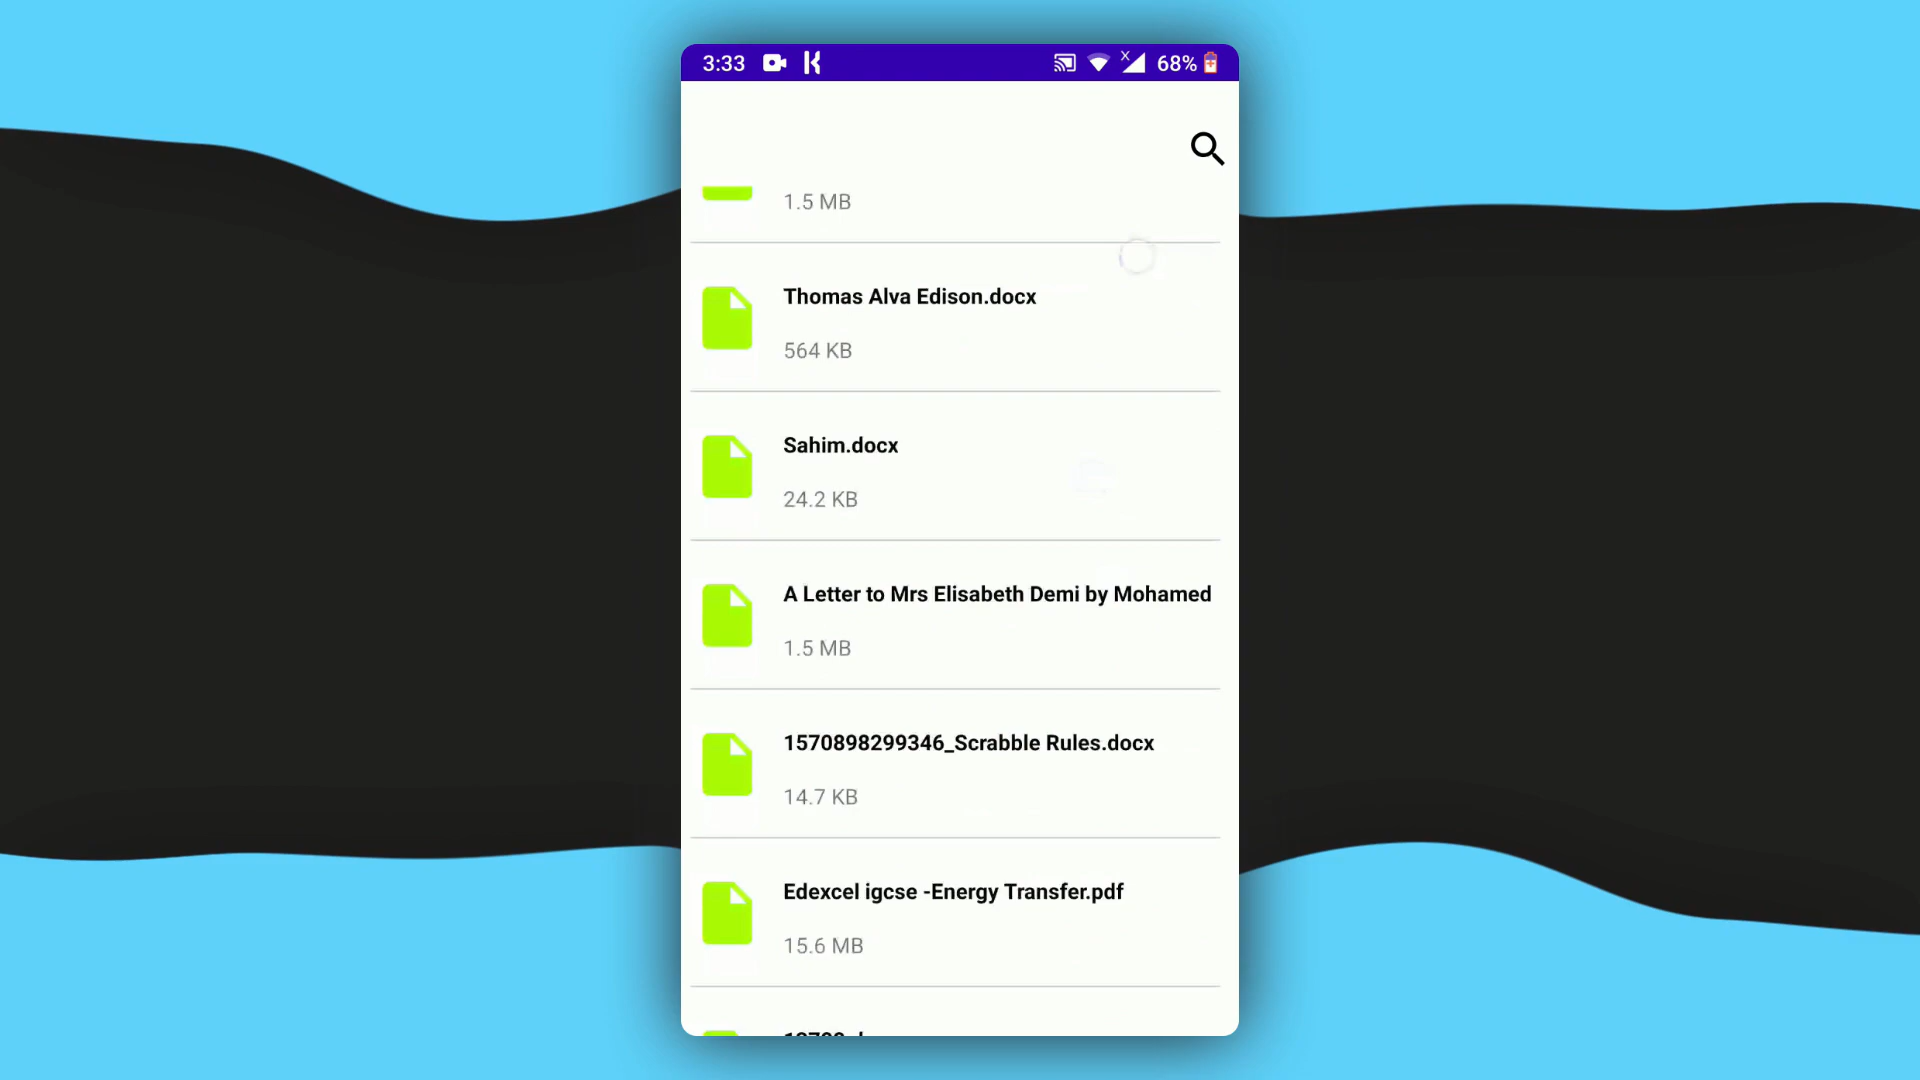 3:33 68%
1.5 MB
Thomas Alva Edison.docx
564 KB
Sahim.docx
24.2 KB
A Letter to Mrs Elisabeth Demi by Mohamed
1.5 MB
1570898299346_Scrabble Rules.docx
14.7 KB
Edexcel igcse -Energy Transfer.pdf
15.6 MB